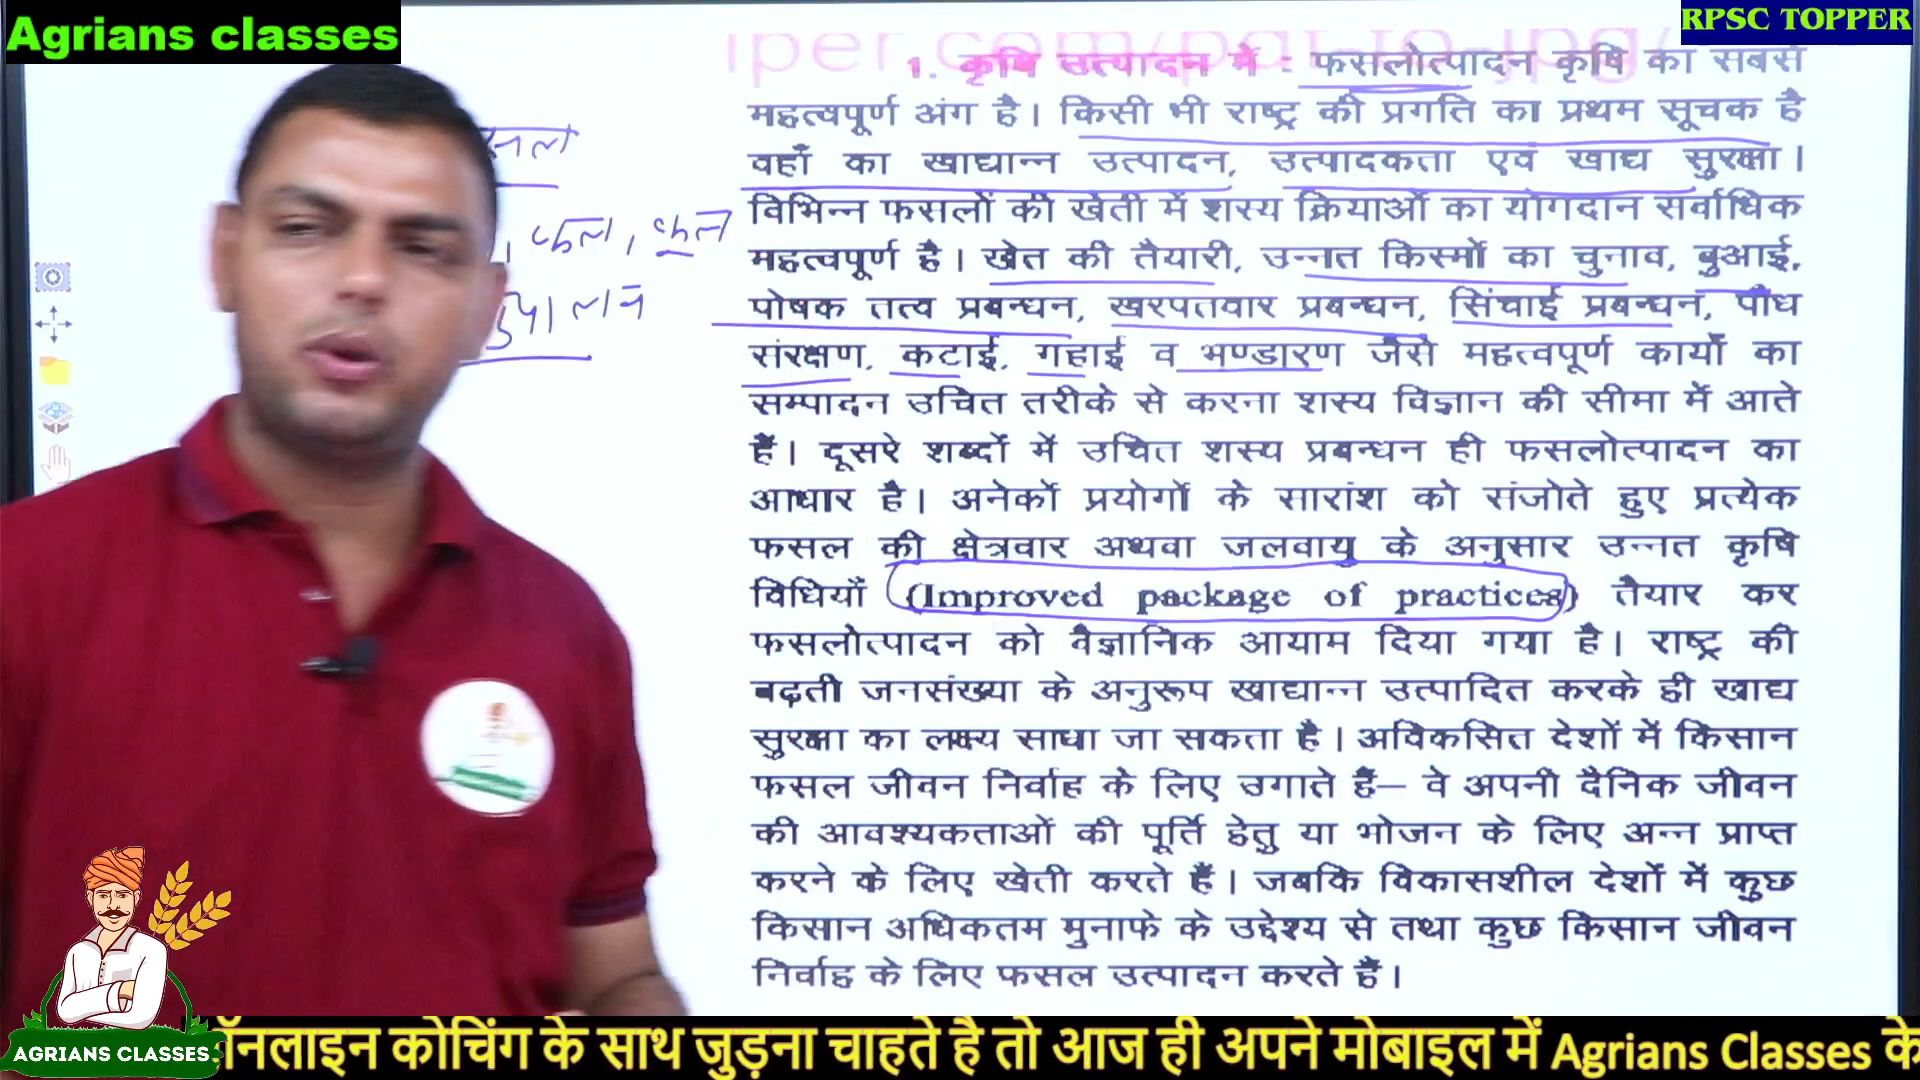 Agrians classes
RPSC TOPPER
1. कृषि उत्पादन में : फसलोत्पादन कृषि का सबसे
महत्वपूर्ण अंग है। किसी भी राष्ट्र की प्रगति का प्रथम सूचक है
वहाँ का खाद्यान्न उत्पादन, उत्पादकता एवं खाद्य सुरक्षा।
विभिन्न फसलों की खेती में शस्य क्रियाओं का योगदान सर्वाधिक
महत्वपूर्ण है। खेत की तैयारी, उन्नत किस्मों का चुनाव, बुआई,
पोषक तत्व प्रबन्धन, खरपतवार प्रबन्धन, सिंचाई प्रबन्धन, पौध
संरक्षण, कटाई, गहाई व भण्डारण जैसे महत्वपूर्ण कार्यों का
सम्पादन उचित तरीके से करना शस्य विज्ञान की सीमा में आते
हैं। दूसरे शब्दों में उचित शस्य प्रबन्धन ही फसलोत्पादन का
आधार है। अनेकों प्रयोगों के सारांश को संजोते हुए प्रत्येक
फसल की क्षेत्रवार अथवा जलवायु के अनुसार उन्नत कृषि
विधियाँ (Improved package of practices) तैयार कर
फसलोत्पादन को वैज्ञानिक आयाम दिया गया है। राष्ट्र की
बढ़ती जनसंख्या के अनुरूप खाद्यान्न उत्पादित करके ही खाद्य
सुरक्षा का लक्ष्य साधा जा सकता है। अविकसित देशों में किसान
फसल जीवन निर्वाह के लिए उगाते हैं— वे अपनी दैनिक जीवन
की आवश्यकताओं की पूर्ति हेतु या भोजन के लिए अन्न प्राप्त
करने के लिए खेती करते हैं। जबकि विकासशील देशों में कुछ
किसान अधिकतम मुनाफे के उद्देश्य से तथा कुछ किसान जीवन
निर्वाह के लिए फसल उत्पादन करते हैं।
AGRIANS CLASSES
ऑनलाइन कोचिंग के साथ जुड़ना चाहते है तो आज ही अपने मोबाइल में Agrians Classes के